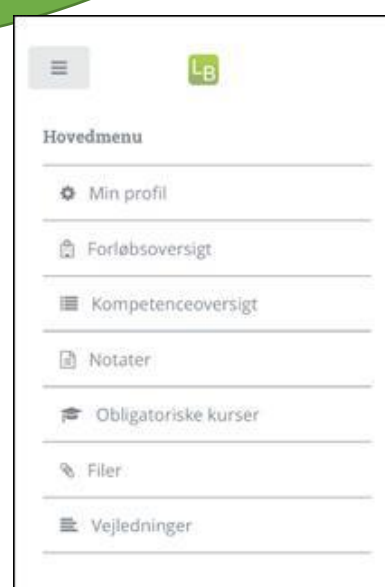 LB
Hovedmenu
Min profil
Forløbsoversigt
Kompetenceoversigt
Notater
Obligatoriske kurser
Filer
Vejledninger